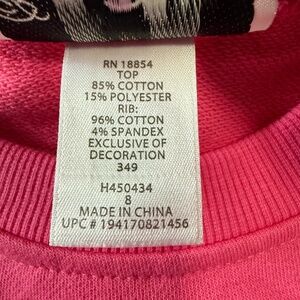 RN 18854
TOP
85% COTTON
15% POLYESTER
RIB:
96% COTTON
4% SPANDEX
EXCLUSIVE OF
DECORATION
349
H450434
8
MADE IN CHINA
UPC # 194170821456